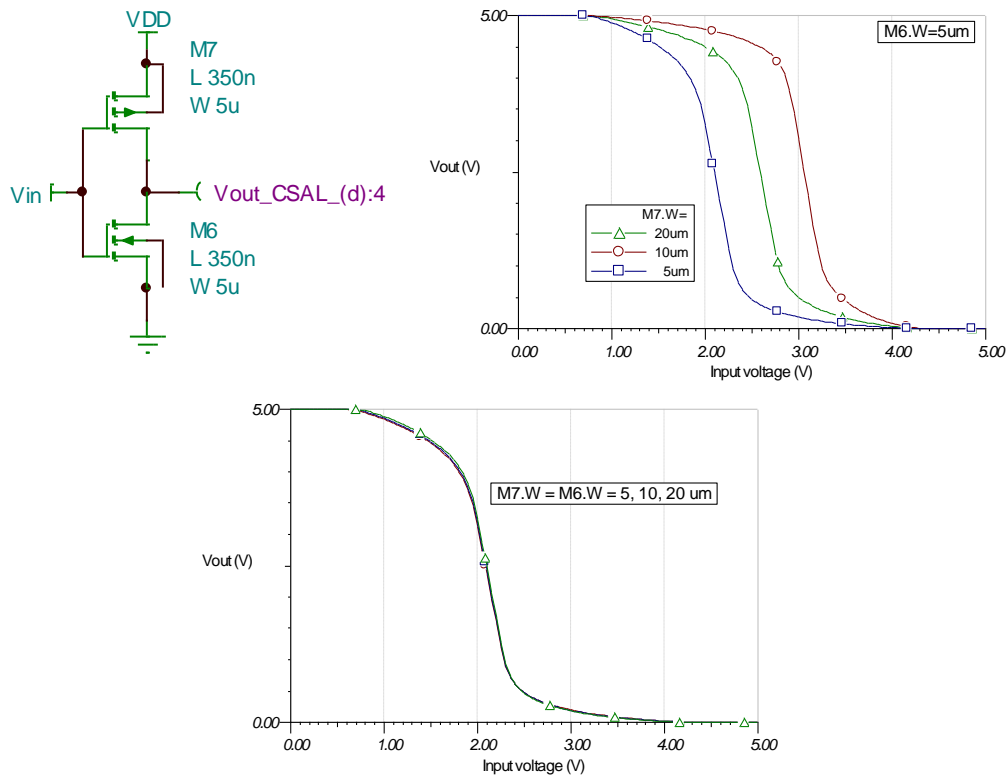 VDD
M7
L 350n
W 5u
Vin
Vout_CSAL_(d):4
M6
L 350n
W 5u
5.00
M6.W=5um
Vout (V)
M7.W=
20um
10um
5um
0.00
0.00 1.00 2.00 3.00 4.00 5.00
Input voltage (V)
5.00
M7.W = M6.W = 5, 10, 20 um
Vout (V)
0.00
0.00 1.00 2.00 3.00 4.00 5.00
Input voltage (V)